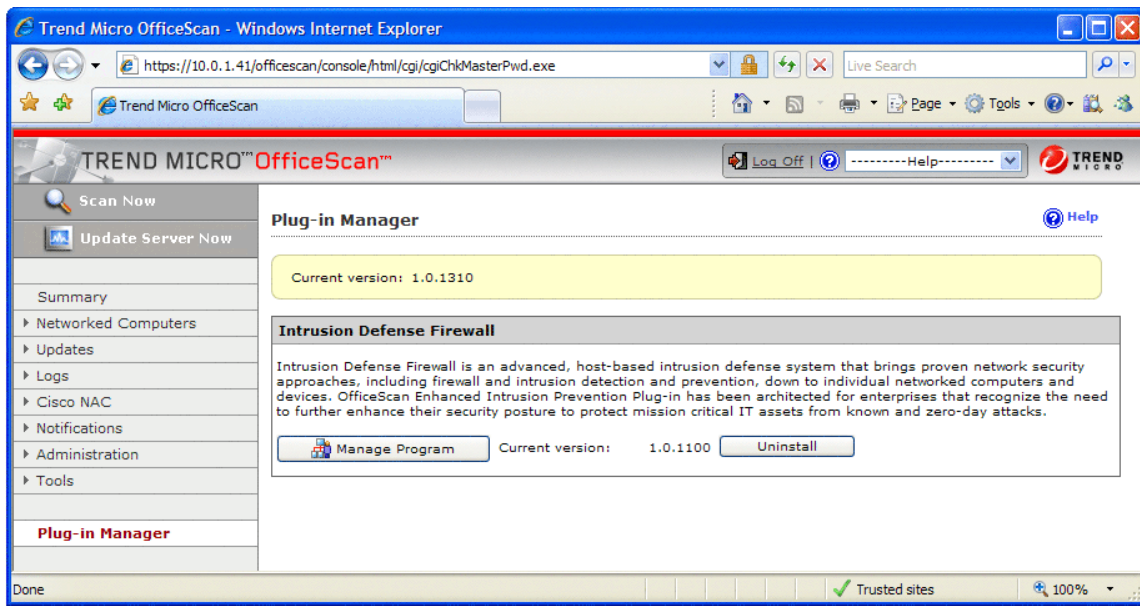 Trend Micro OfficeScan - Windows Internet Explorer
https://10.0.1.41/officescan/console/html/cgi/cgiChkMasterPwd.exe
Live Search
Trend Micro OfficeScan
Page
Tools
TREND MICRO™ OfficeScan™
Log Off | ---------Help---------
TREND MICRO
Scan Now
Update Server Now
Summary
Networked Computers
Updates
Logs
Cisco NAC
Notifications
Administration
Tools
Plug-in Manager
Plug-in Manager
Help
Current version: 1.0.1310
Intrusion Defense Firewall
Intrusion Defense Firewall is an advanced, host-based intrusion defense system that brings proven network security
approaches, including firewall and intrusion detection and prevention, down to individual networked computers and
devices. OfficeScan Enhanced Intrusion Prevention Plug-in has been architected for enterprises that recognize the need
to further enhance their security posture to protect mission critical IT assets from known and zero-day attacks.
Manage Program Current version: 1.0.1100 Uninstall
Done
Trusted sites
100%